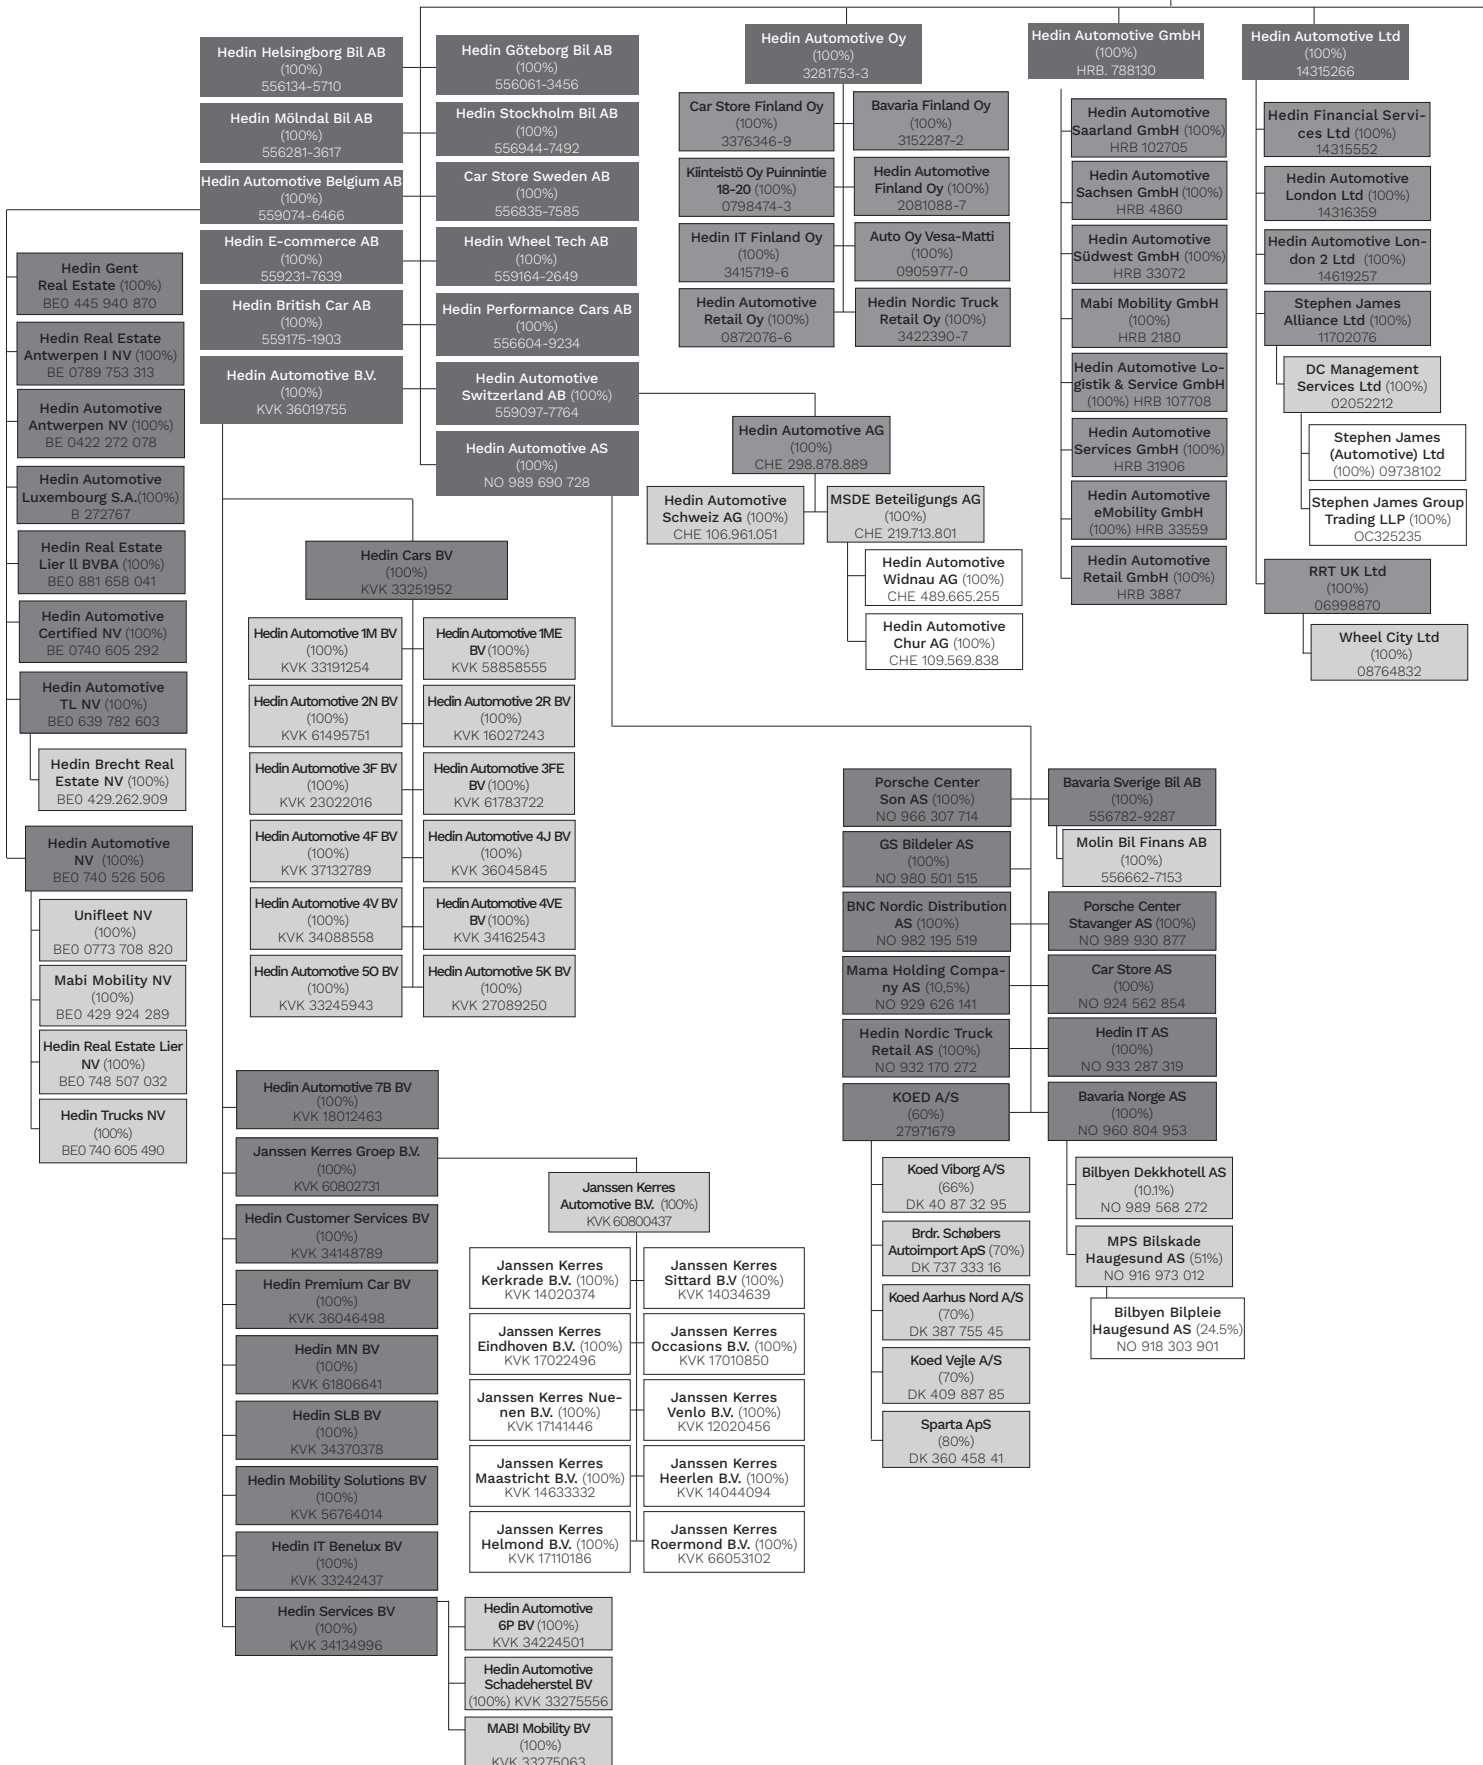 Hedin Helsingborg Bil AB
(100%)
556134-5710
Hedin Mölndal Bil AB
(100%)
556281-3617
Hedin Automotive Belgium AB
(100%)
559074-6466
Hedin E-commerce AB
(100%)
559231-7639
Hedin British Car AB
(100%)
559175-1903
Hedin Automotive B.V.
(100%)
KVK 36019755
Hedin Göteborg Bil AB
(100%)
556061-3456
Hedin Stockholm Bil AB
(100%)
556944-7492
Car Store Sweden AB
(100%)
556835-7585
Hedin Wheel Tech AB
(100%)
559164-2649
Hedin Performance Cars AB
(100%)
556604-9234
Hedin Automotive
Switzerland AB (100%)
559097-7764
Hedin Automotive AS
(100%)
NO 989 690 728
Hedin Automotive Oy
(100%)
3281753-3
Car Store Finland Oy
(100%)
3376346-9
Kiinteistö Oy Puinnintie
18-20 (100%)
0798474-3
Hedin IT Finland Oy
(100%)
3415719-6
Hedin Automotive
Retail Oy (100%)
0872076-6
Bavaria Finland Oy
(100%)
3152287-2
Hedin Automotive
Finland Oy (100%)
2081088-7
Auto Oy Vesa-Matti
(100%)
0905977-0
Hedin Nordic Truck
Retail Oy (100%)
3422390-7
Hedin Automotive GmbH
(100%)
HRB. 788130
Hedin Automotive
Saarland GmbH (100%)
HRB 102705
Hedin Automotive
Sachsen GmbH (100%)
HRB 4860
Hedin Automotive
Südwest GmbH (100%)
HRB 33072
Mabi Mobility GmbH
(100%)
HRB 2180
Hedin Automotive Lo-
gistik & Service GmbH
(100%) HRB 107708
Hedin Automotive
Services GmbH (100%)
HRB 31906
Hedin Automotive
eMobility GmbH
(100%) HRB 33559
Hedin Automotive
Retail GmbH (100%)
HRB 3887
Hedin Automotive Ltd
(100%)
14315266
Hedin Financial Servi-
ces Ltd (100%)
14315552
Hedin Automotive
London Ltd (100%)
14316359
Hedin Automotive Lon-
don 2 Ltd (100%)
14619257
Stephen James
Alliance Ltd (100%)
11702076
DC Management
Services Ltd (100%)
02052212
Stephen James
(Automotive) Ltd
(100%) 09738102
Stephen James Group
Trading LLP (100%)
OC325235
RRT UK Ltd
(100%)
06998870
Wheel City Ltd
(100%)
08764832
Hedin Automotive AG
(100%)
CHE 298.878.889
Hedin Automotive
Schweiz AG (100%)
CHE 106.961.051
MSDE Beteiligungs AG
(100%)
CHE 219.713.801
Hedin Automotive
Widnau AG (100%)
CHE 489.665.255
Hedin Automotive
Chur AG (100%)
CHE 109.569.838
Hedin Gent
Real Estate (100%)
BE0 445 940 870
Hedin Real Estate
Antwerpen I NV (100%)
BE 0789 753 313
Hedin Automotive
Antwerpen NV (100%)
BE 0422 272 078
Hedin Automotive
Luxembourg S.A.(100%)
B 272767
Hedin Real Estate
Lier ll BVBA (100%)
BE0 881 658 041
Hedin Automotive
Certified NV (100%)
BE 0740 605 292
Hedin Automotive
TL NV (100%)
BE0 639 782 603
Hedin Brecht Real
Estate NV (100%)
BE0 429.262.909
Hedin Automotive
NV (100%)
BE0 740 526 506
Unifleet NV
(100%)
BE0 0773 708 820
Mabi Mobility NV
(100%)
BE0 429 924 289
Hedin Real Estate Lier
NV (100%)
BE0 748 507 032
Hedin Trucks NV
(100%)
BE0 740 605 490
Hedin Cars BV
(100%)
KVK 33251952
Hedin Automotive 1M BV
(100%)
KVK 33191254
Hedin Automotive 1ME
BV (100%)
KVK 58858555
Hedin Automotive 2N BV
(100%)
KVK 61495751
Hedin Automotive 2R BV
(100%)
KVK 16027243
Hedin Automotive 3F BV
(100%)
KVK 23022016
Hedin Automotive 3FE
BV (100%)
KVK 61783722
Hedin Automotive 4F BV
(100%)
KVK 37132789
Hedin Automotive 4J BV
(100%)
KVK 36045845
Hedin Automotive 4V BV
(100%)
KVK 34088558
Hedin Automotive 4VE
BV (100%)
KVK 34162543
Hedin Automotive 5O BV
(100%)
KVK 33245943
Hedin Automotive 5K BV
(100%)
KVK 27089250
Hedin Automotive 7B BV
(100%)
KVK 18012463
Janssen Kerres Groep B.V.
(100%)
KVK 60802731
Hedin Customer Services BV
(100%)
KVK 34148789
Hedin Premium Car BV
(100%)
KVK 36046498
Hedin MN BV
(100%)
KVK 61806641
Hedin SLB BV
(100%)
KVK 34370378
Hedin Mobility Solutions BV
(100%)
KVK 56764014
Hedin IT Benelux BV
(100%)
KVK 33242437
Hedin Services BV
(100%)
KVK 34134996
Hedin Automotive
6P BV (100%)
KVK 34224501
Hedin Automotive
Schadeherstel BV
(100%) KVK 33275556
MABI Mobility BV
(100%)
KVK 33275063
Janssen Kerres
Automotive B.V. (100%)
KVK 60800437
Janssen Kerres
Kerkrade B.V. (100%)
KVK 14020374
Janssen Kerres
Sittard B.V (100%)
KVK 14034639
Janssen Kerres
Eindhoven B.V. (100%)
KVK 17022496
Janssen Kerres
Occasions B.V. (100%)
KVK 17010850
Janssen Kerres Nue-
nen B.V. (100%)
KVK 17141446
Janssen Kerres
Venlo B.V. (100%)
KVK 12020456
Janssen Kerres
Maastricht B.V. (100%)
KVK 14633332
Janssen Kerres
Heerlen B.V. (100%)
KVK 14044094
Janssen Kerres
Helmond B.V. (100%)
KVK 17110186
Janssen Kerres
Roermond B.V. (100%)
KVK 66053102
Porsche Center
Son AS (100%)
NO 966 307 714
GS Bildeler AS
(100%)
NO 980 501 515
BNC Nordic Distribution
AS (100%)
NO 982 195 519
Mama Holding Compa-
ny AS (10,5%)
NO 929 626 141
Hedin Nordic Truck
Retail AS (100%)
NO 932 170 272
KOED A/S
(60%)
27971679
Koed Viborg A/S
(66%)
DK 40 87 32 95
Brdr. Schøbers
Autoimport ApS (70%)
DK 737 333 16
Koed Aarhus Nord A/S
(70%)
DK 387 755 45
Koed Vejle A/S
(70%)
DK 409 887 85
Sparta ApS
(80%)
DK 360 458 41
Bavaria Sverige Bil AB
(100%)
556782-9287
Molin Bil Finans AB
(100%)
556662-7153
Porsche Center
Stavanger AS (100%)
NO 989 930 877
Car Store AS
(100%)
NO 924 562 854
Hedin IT AS
(100%)
NO 933 287 319
Bavaria Norge AS
(100%)
NO 960 804 953
Bilbyen Dekkhotell AS
(10.1%)
NO 989 568 272
MPS Bilskade
Haugesund AS (51%)
NO 916 973 012
Bilbyen Bilpleie
Haugesund AS (24.5%)
NO 918 303 901